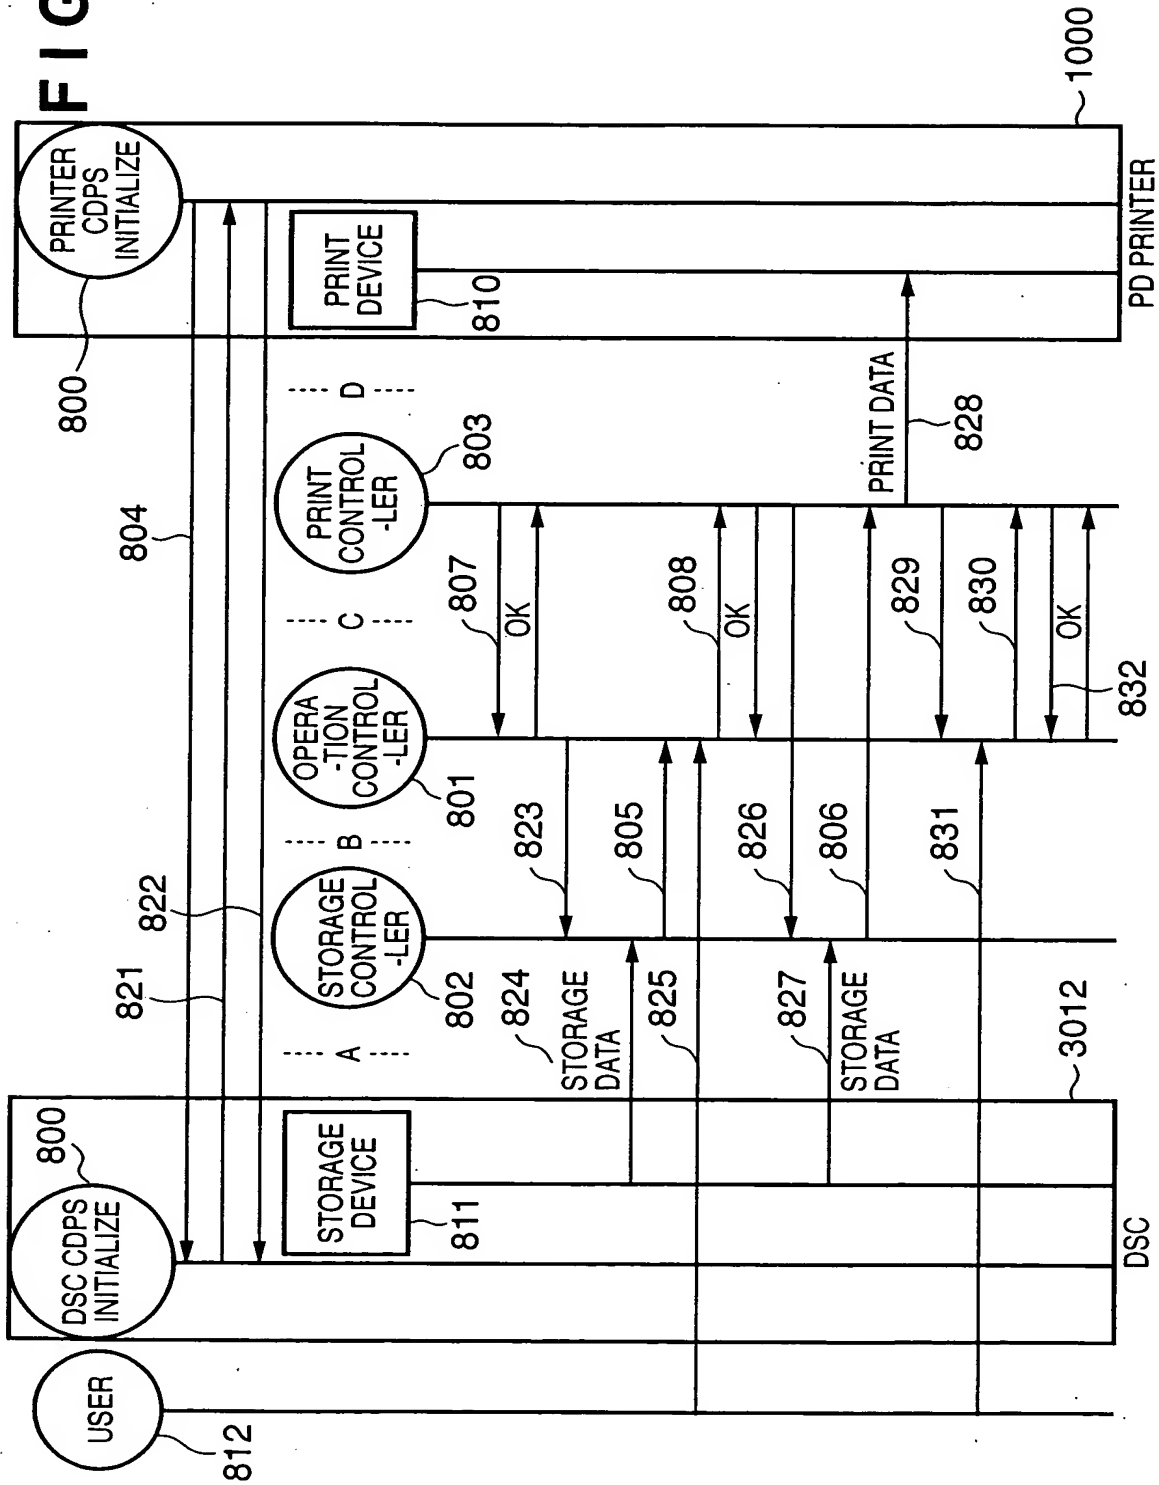 FIG
USER
812
DSC CDPS
INITIALIZE
800
PRINTER
CDPS
INITIALIZE
800
804
821
822
STORAGE
DEVICE
811
A
STORAGE
CONTROL
-LER
802
B
OPERA
-TION
CONTROL
-LER
801
C
PRINT
CONTROL
-LER
803
D
PRINT
DEVICE
810
807
OK
823
824
STORAGE
DATA
805
825
808
OK
826
827
STORAGE
DATA
806
PRINT DATA
828
829
831
830
OK
832
3012
DSC
1000
PD PRINTER